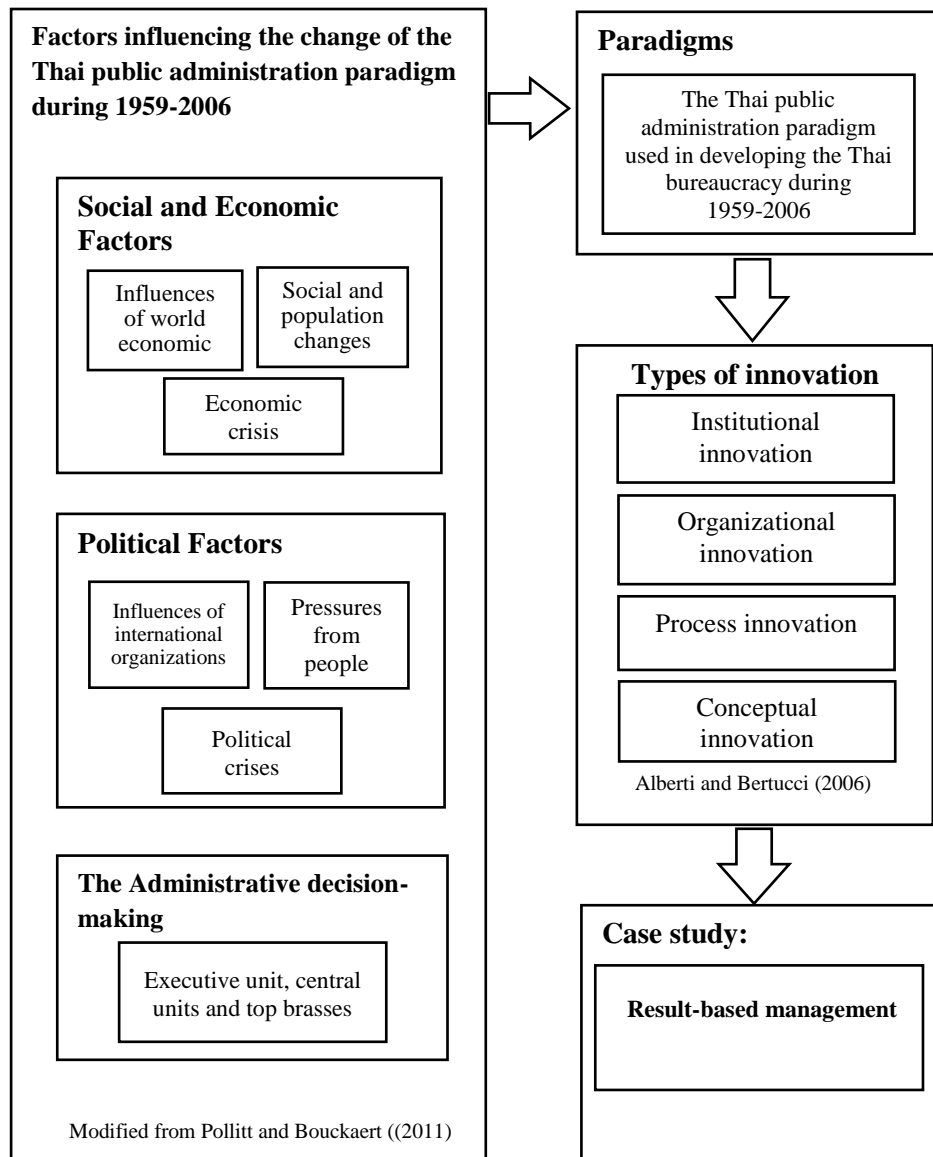 Factors influencing the change of the
Thai public administration paradigm
during 1959-2006
Social and Economic
Factors
Influences
of world
economic
Social and
population
changes
Economic
crisis
Political Factors
Influences of
international
organizations
Pressures
from
people
Political
crises
The Administrative decision-
making
Executive unit, central
units and top brasses
Modified from Pollitt and Bouckaert ((2011)
Paradigms
The Thai public
administration paradigm
used in developing the Thai
bureaucracy during
1959-2006
Types of innovation
Institutional
innovation
Organizational
innovation
Process innovation
Conceptual
innovation
Alberti and Bertucci (2006)
Case study:
Result-based management